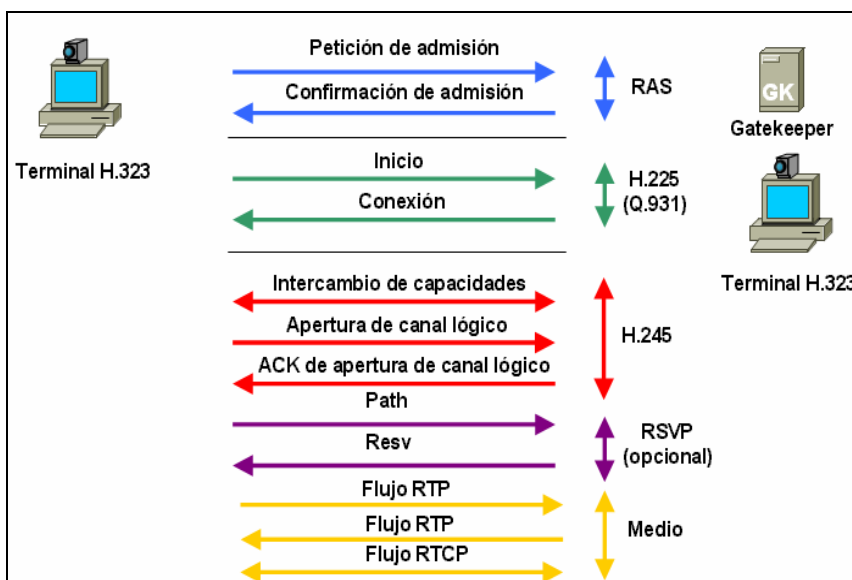 Petición de admisión
Confirmación de admisión
RAS
GK
Gatekeeper
Terminal H.323
Inicio
Conexión
H.225
(Q.931)
Terminal H.323
Intercambio de capacidades
Apertura de canal lógico
ACK de apertura de canal lógico
H.245
Path
Resv
RSVP
(opcional)
Flujo RTP
Flujo RTP
Flujo RTCP
Medio